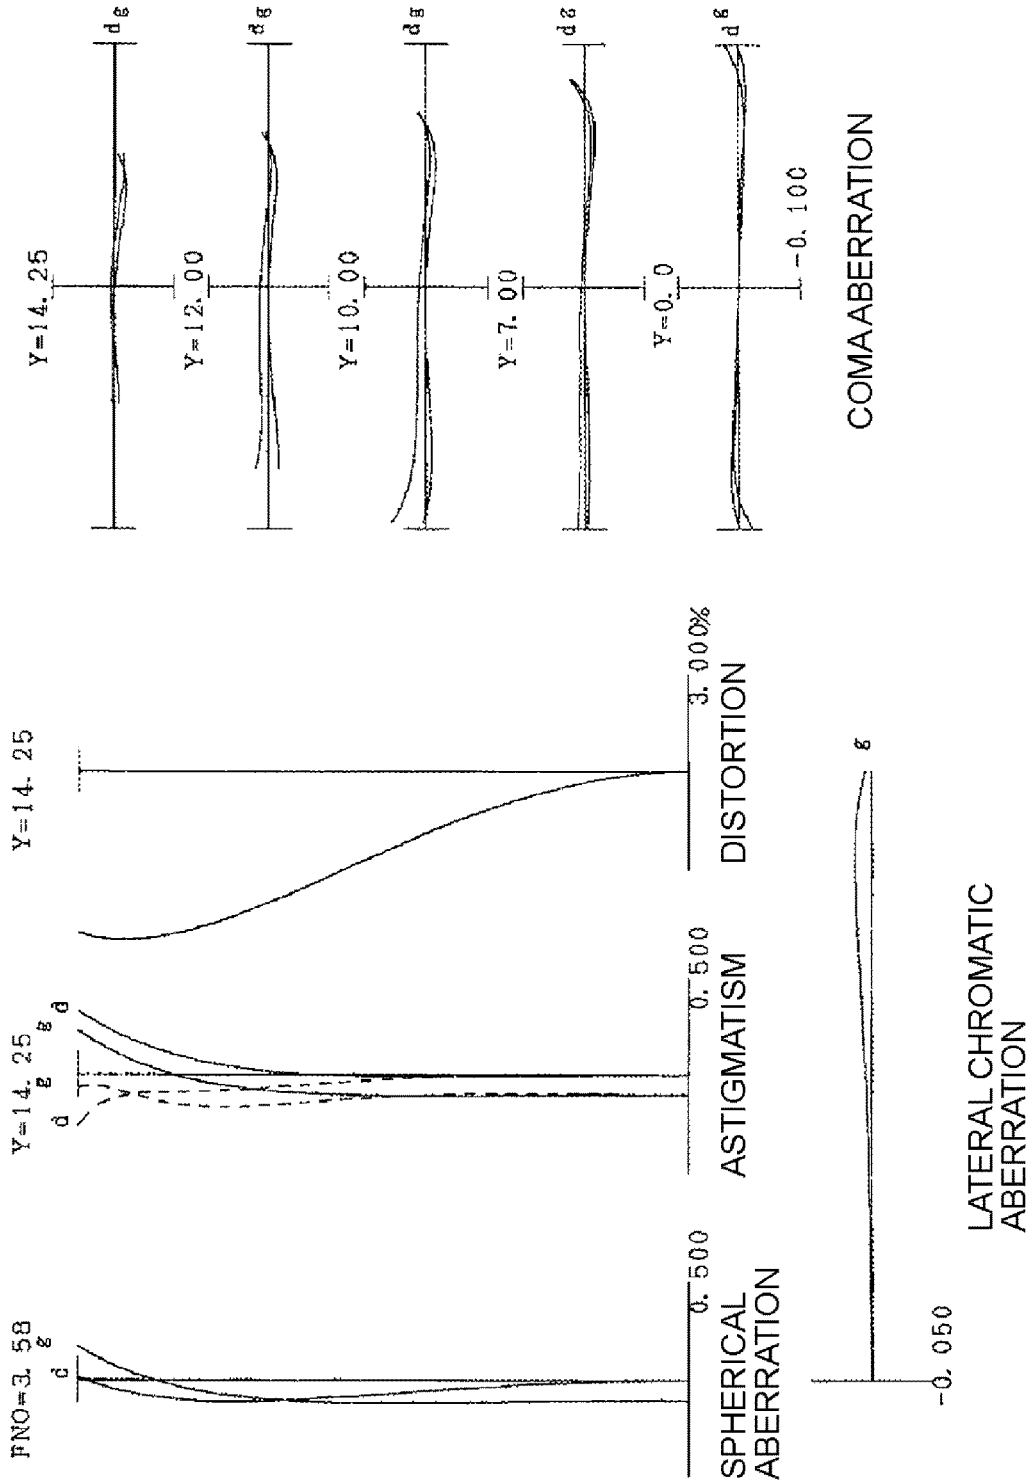 FNO=3. 58
d
g
0. 500
SPHERICAL
ABERRATION
Y=14. 25
d
g
g
d
0. 500
ASTIGMATISM
Y=14. 25
3. 000%
DISTORTION
Y=14. 25
d g
Y=12. 00
d g
Y=10. 00
d g
Y=7. 00
d g
Y=0. 0
d g
-0. 100
COMAABERRATION
g
-0. 050
LATERAL CHROMATIC
ABERRATION